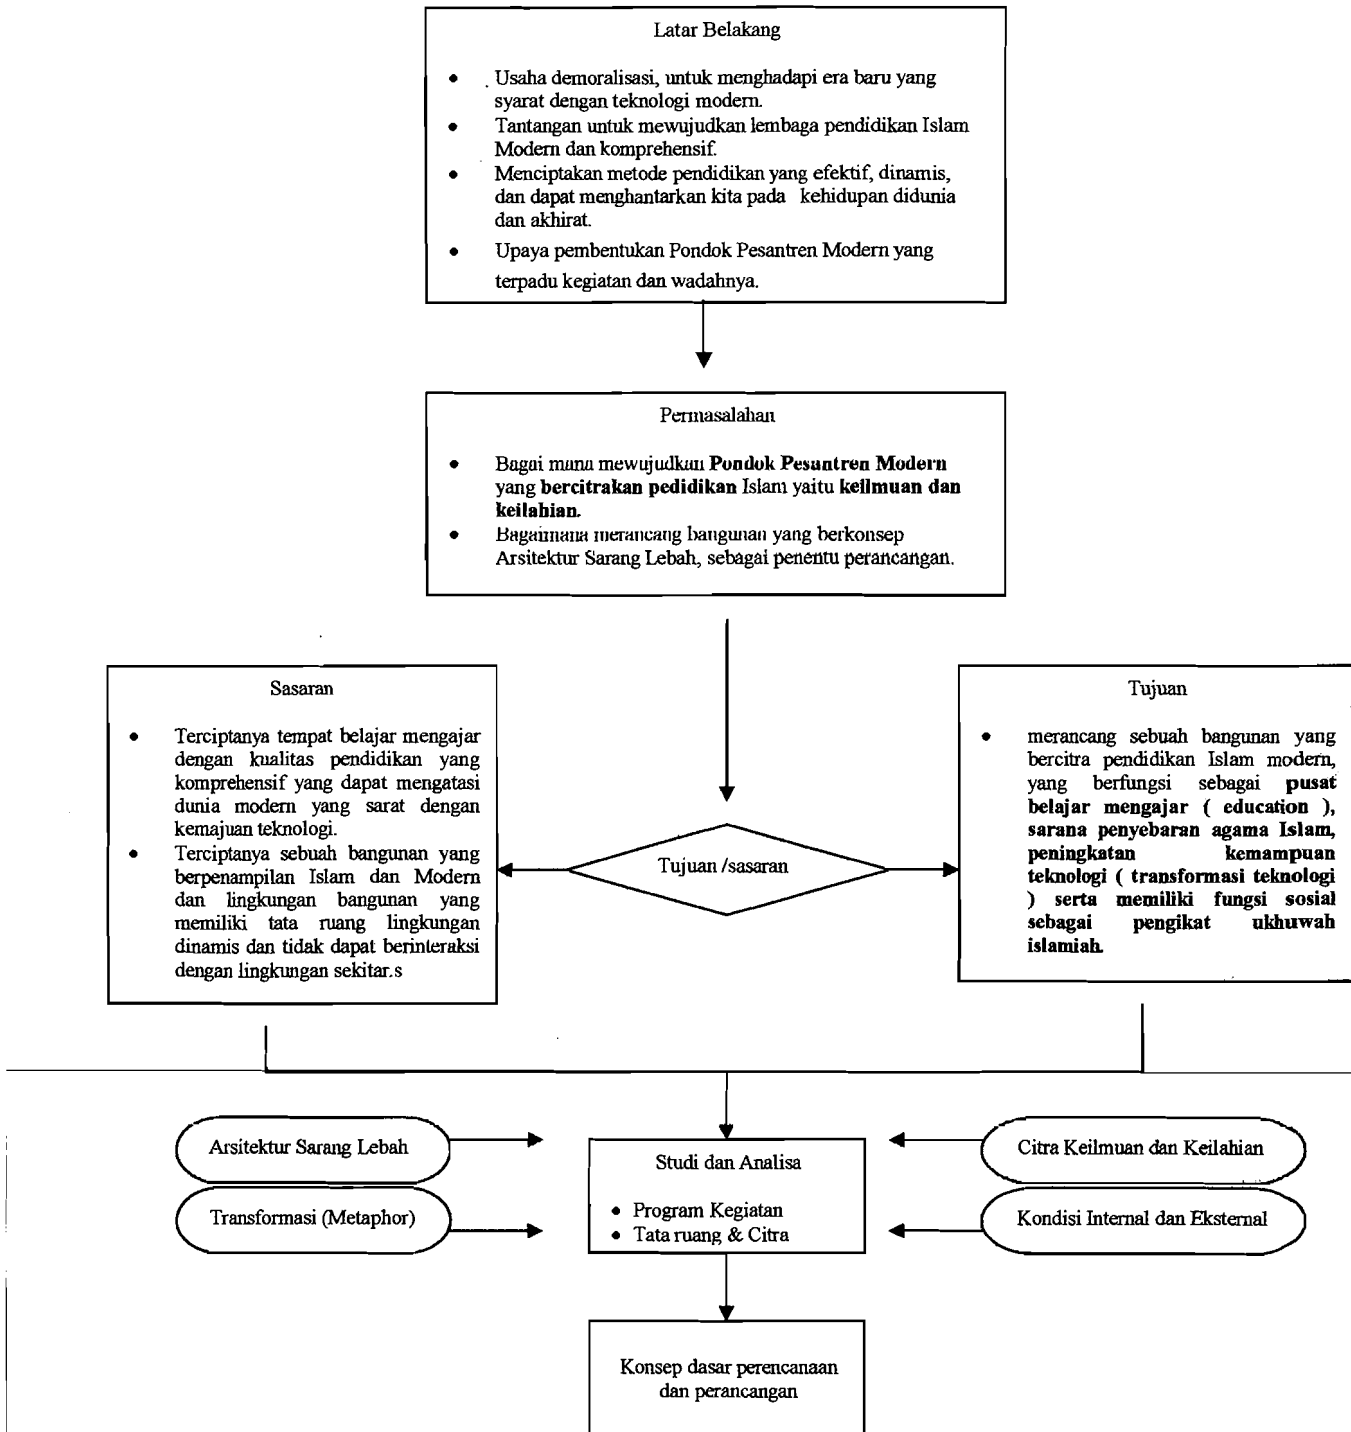 Latar Belakang
• Usaha demoralisasi, untuk menghadapi era baru yang
syarat dengan teknologi modern.
• Tantangan untuk mewujudkan lembaga pendidikan Islam
Modern dan komprehensif.
• Menciptakan metode pendidikan yang efektif, dinamis,
dan dapat menghantarkan kita pada kehidupan didunia
dan akhirat.
• Upaya pembentukan Pondok Pesantren Modern yang
terpadu kegiatan dan wadahnya.
Permasalahan
• Bagai mana mewujudkan Pondok Pesantren Modern
yang bercitrakan pedidikan Islam yaitu keilmuan dan
keilahian.
• Bagaimana merancang bangunan yang berkonsep
Arsitektur Sarang Lebah, sebagai penentu perancangan.
Sasaran
• Terciptanya tempat belajar mengajar
dengan kualitas pendidikan yang
komprehensif yang dapat mengatasi
dunia modern yang sarat dengan
kemajuan teknologi.
• Terciptanya sebuah bangunan yang
berpenampilan Islam dan Modern
dan lingkungan bangunan yang
memiliki tata ruang lingkungan
dinamis dan tidak dapat berinteraksi
dengan lingkungan sekitar.s
Tujuan /sasaran
Tujuan
• merancang sebuah bangunan yang
bercitra pendidikan Islam modern,
yang berfungsi sebagai pusat
belajar mengajar ( education ),
sarana penyebaran agama Islam,
peningkatan kemampuan
teknologi ( transformasi teknologi
) serta memiliki fungsi sosial
sebagai pengikat ukhuwah
islamiah.
Arsitektur Sarang Lebah
Transformasi (Metaphor)
Studi dan Analisa
• Program Kegiatan
• Tata ruang & Citra
Citra Keilmuan dan Keilahian
Kondisi Internal dan Eksternal
Konsep dasar perencanaan
dan perancangan